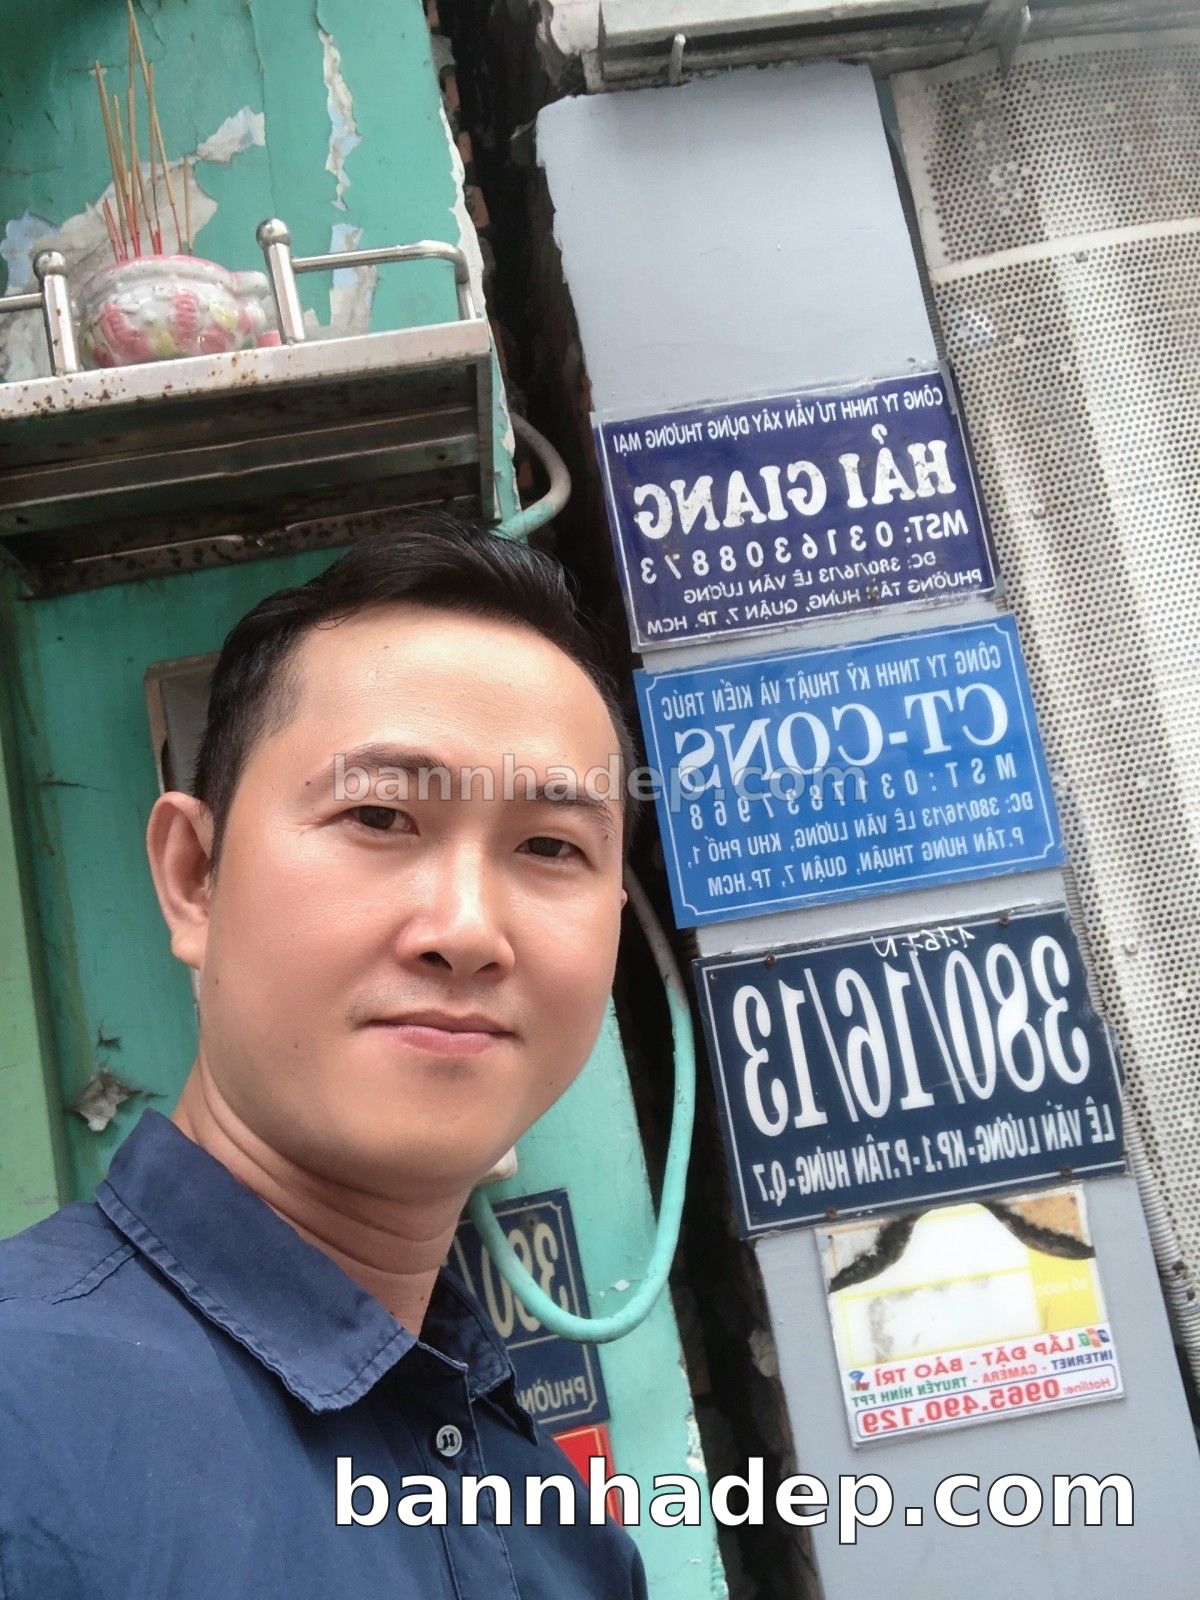 CÔNG TY TNHH TƯ VẤN XÂY DỰNG THƯƠNG MẠI
HẢI GIANG
MST: 0316308873
ĐC: 380/16/13 LÊ VĂN LƯƠNG
PHƯỜNG TÂN HƯNG, QUẬN 7, TP. HCM
CÔNG TY TNHH KỸ THUẬT VÀ KIẾN TRÚC
CT-CONS
MST: 0317837968
ĐC: 380/16/13 LÊ VĂN LƯƠNG, KHU PHỐ 1,
P.TÂN HƯNG THUẬN, QUẬN 7, TP.HCM
bannhadep.com
1767-N
380/16/13
LÊ VĂN LƯƠNG-KP.1-P.TÂN HƯNG-Q.7
380
PHƯỜN
LẮP ĐẶT - BẢO TRÌ
INTERNET - CAMERA - TRUYỀN HÌNH FPT
Hotline: 0965.490.129
bannhadep.com